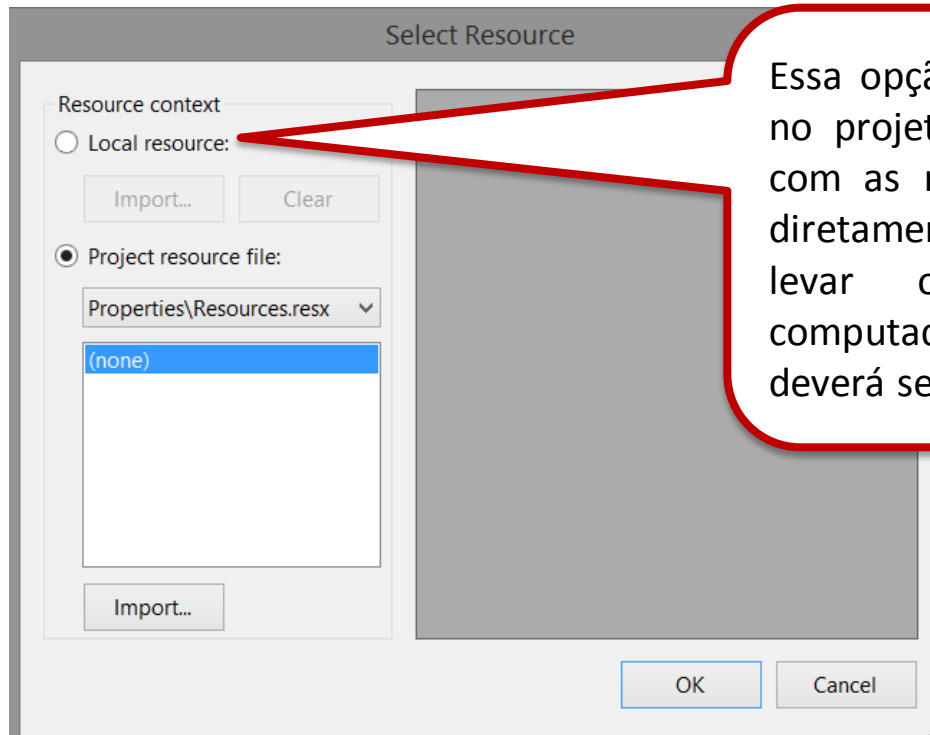 Select Resource
Resource context
Local resource:
Import... Clear
Project resource file:
Properties\Resources.resx
(none)
Import...
OK Cancel
Essa
no
com as
levar
deverá